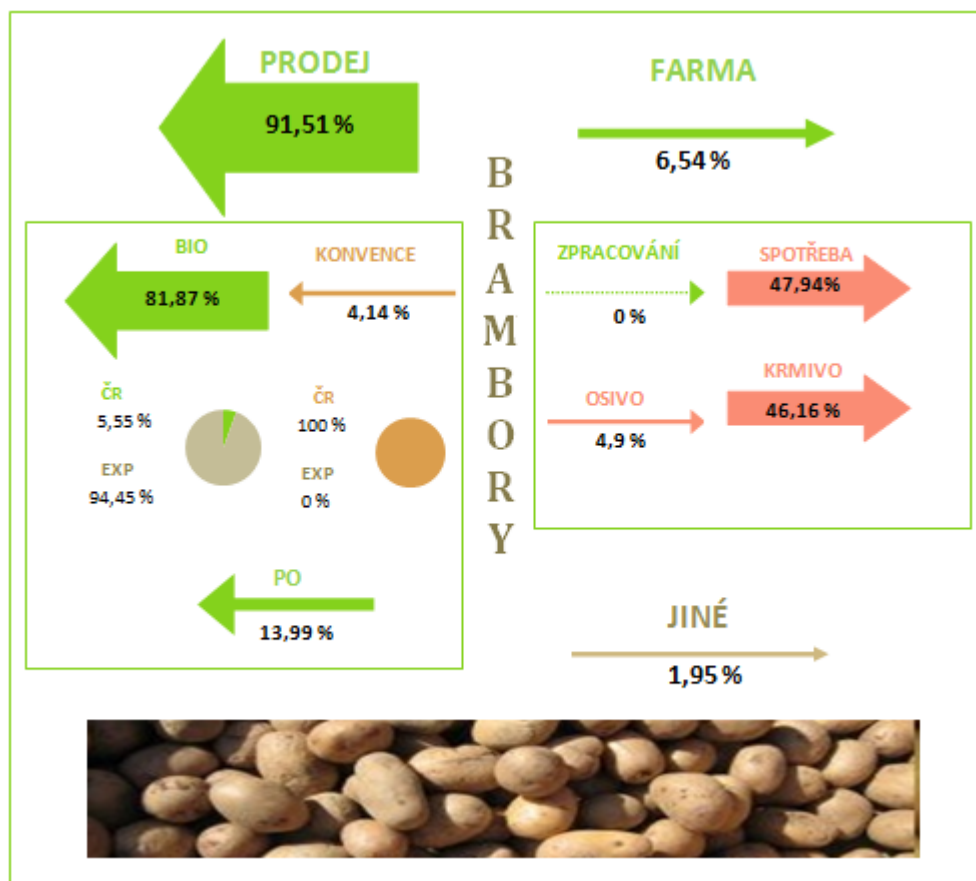 PRODEJ
91,51 %
FARMA
6,54 %
BRAMBORY
BIO
81,87 %
KONVENCE
4,14 %
ČR
5,55 %
EXP
94,45 %
ČR
100 %
EXP
0 %
PO
13,99 %
ZPRACOVÁNÍ
0 %
SPOTŘEBA
47,94%
OSIVO
4,9 %
KRMIVO
46,16 %
JINÉ
1,95 %